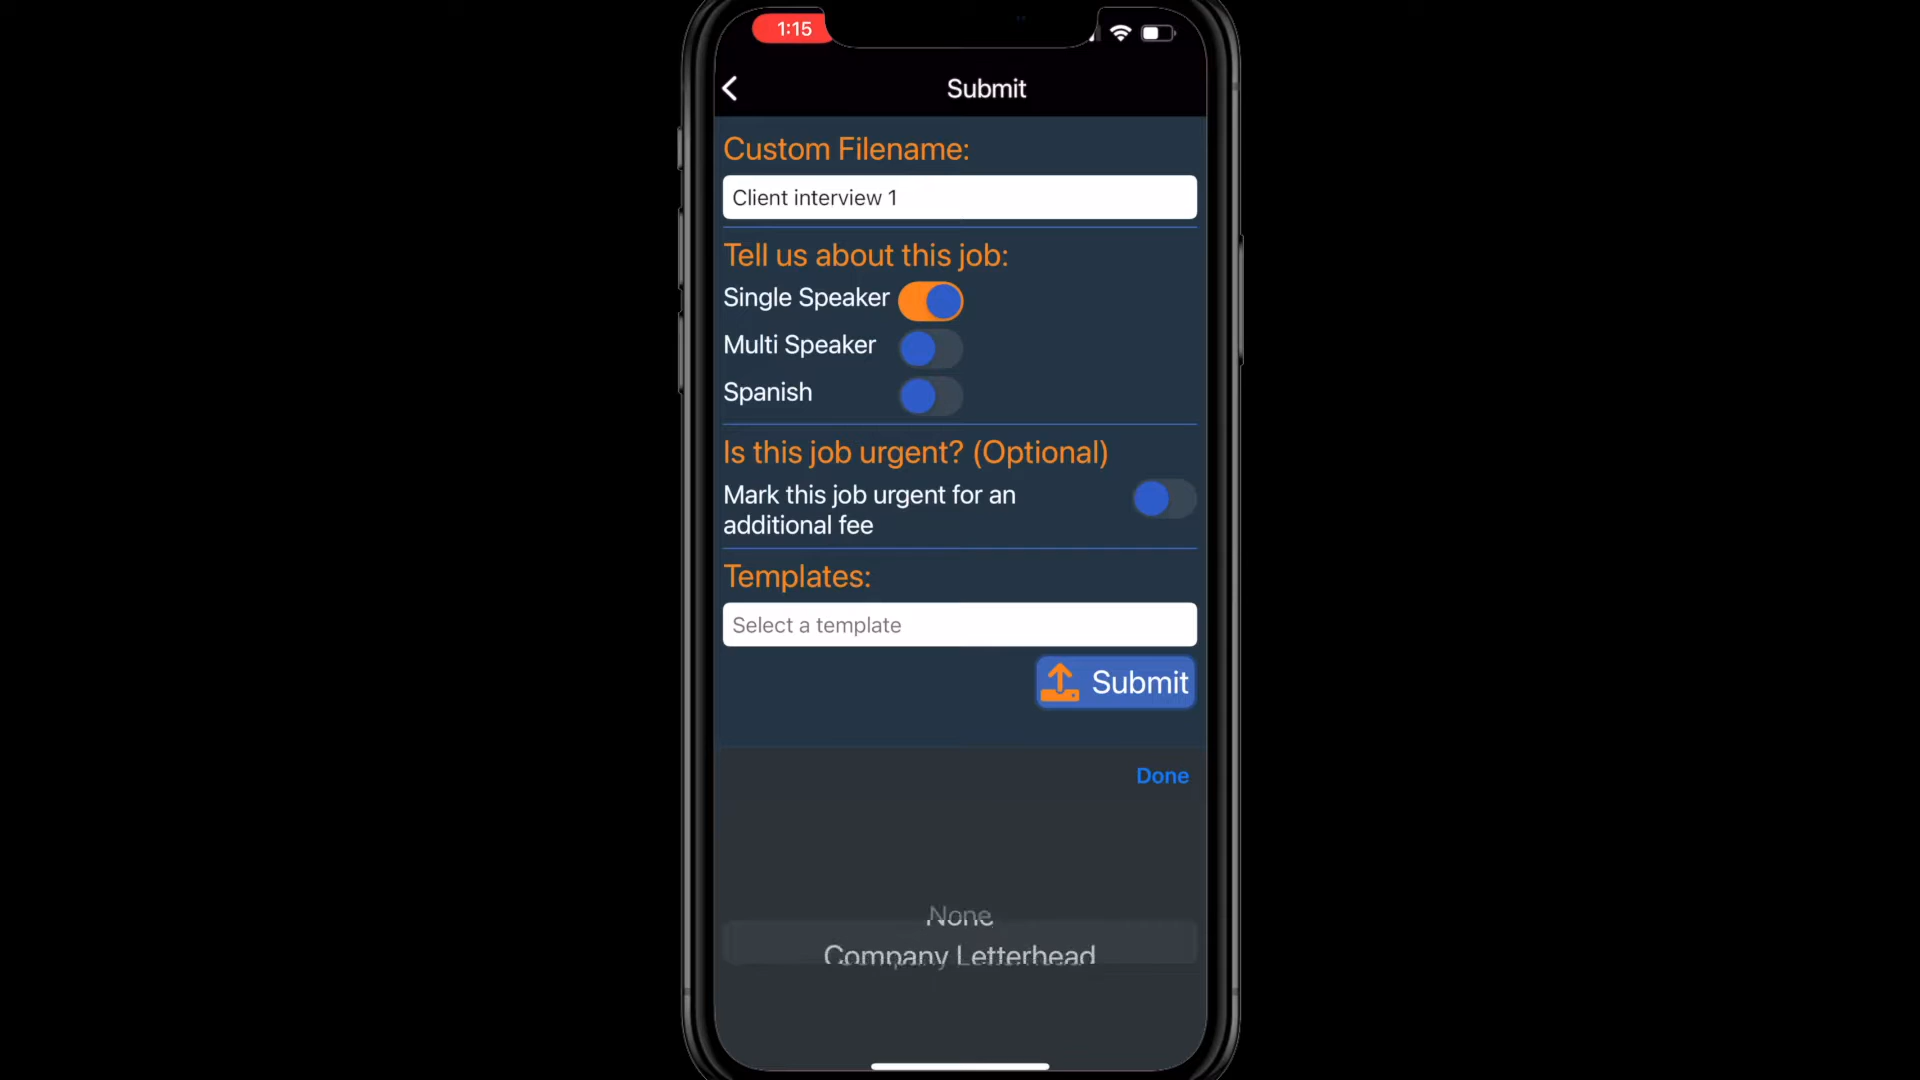 1:15
Submit
Custom Filename:
Client interview 1
Tell us about this job:
Single Speaker
Multi Speaker
Spanish
Is this job urgent? (Optional)
Mark this job urgent for an
additional fee
Templates:
Select a template
Submit
Done
None
Company Letterhead